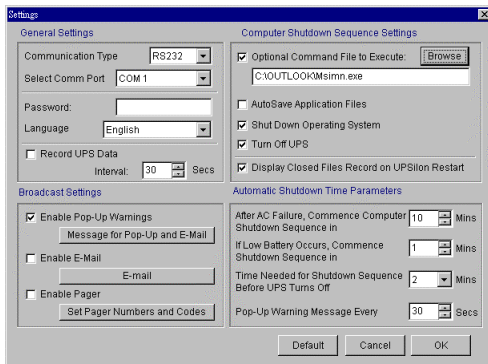 Settings
General Settings
Communication Type RS232
Select Comm Port COM 1
Password:
Language English
Record UPS Data
Interval: 30 Secs
Computer Shutdown Sequence Settings
Optional Command File to Execute: Browse
C:\OUTLOOK\Msimn.exe
AutoSave Application Files
Shut Down Operating System
Turn Off UPS
Display Closed Files Record on UPSilon Restart
Broadcast Settings
Enable Pop-Up Warnings
Message for Pop-Up and E-Mail
Enable E-Mail
E-mail
Enable Pager
Set Pager Numbers and Codes
Automatic Shutdown Time Parameters
After AC Failure, Commence Computer
Shutdown Sequence in 10 Mins
If Low Battery Occurs, Commence
Shutdown Sequence in 1 Mins
Time Needed for Shutdown Sequence
Before UPS Turns Off 2 Mins
Pop-Up Warning Message Every 30 Secs
Default Cancel OK